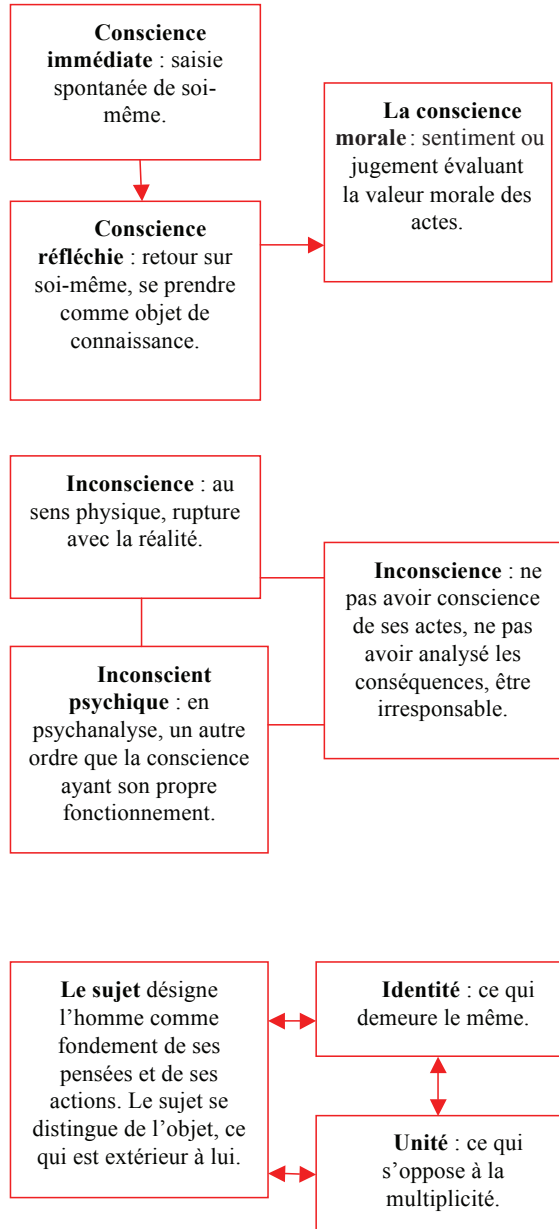 Conscience
immédiate : saisie
spontanée de soi-
même.
La conscience
morale : sentiment ou
jugement évaluant
la valeur morale des
actes.
Conscience
réfléchie : retour sur
soi-même, se prendre
comme objet de
connaissance.
Inconscience : au
sens physique, rupture
avec la réalité.
Inconscience : ne
pas avoir conscience
de ses actes, ne pas
avoir analysé les
conséquences, être
irresponsable.
Inconscient
psychique : en
psychanalyse, un autre
ordre que la conscience
ayant son propre
fonctionnement.
Le sujet désigne
l’homme comme
fondement de ses
pensées et de ses
actions. Le sujet se
distingue de l’objet, ce
qui est extérieur à lui.
Identité : ce qui
demeure le même.
Unité : ce qui
s’oppose à la
multiplicité.